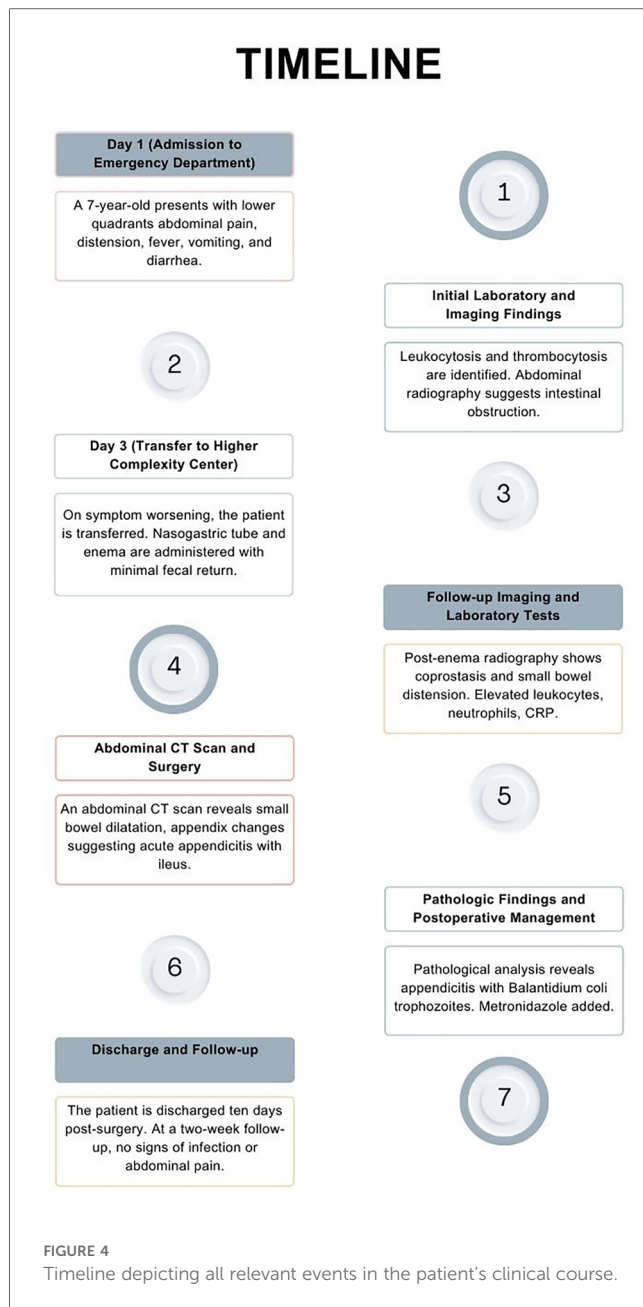 TIMELINE
Day 1 (Admission to
Emergency Department)
A 7-year-old presents with lower
quadrants abdominal pain,
distension, fever, vomiting, and
diarrhea.
1
Initial Laboratory and
Imaging Findings
Leukocytosis and thrombocytosis
are identified. Abdominal
radiography suggests intestinal
obstruction.
2
Day 3 (Transfer to Higher
Complexity Center)
On symptom worsening, the patient
is transferred. Nasogastric tube and
enema are administered with
minimal fecal return.
3
Follow-up Imaging and
Laboratory Tests
Post-enema radiography shows
coprostasis and small bowel
distension. Elevated leukocytes,
neutrophils, CRP.
4
Abdominal CT Scan and
Surgery
An abdominal CT scan reveals small
bowel dilatation, appendix changes
suggesting acute appendicitis with
ileus.
5
Pathologic Findings and
Postoperative Management
Pathological analysis reveals
appendicitis with Balantidium coli
trophozoites. Metronidazole added.
6
Discharge and Follow-up
The patient is discharged ten days
post-surgery. At a two-week follow-
up, no signs of infection or
abdominal pain.
7
FIGURE 4
Timeline depicting all relevant events in the patient's clinical course.